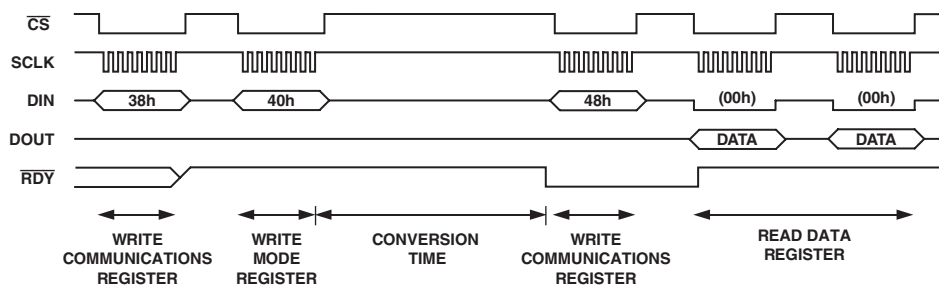 CS
SCLK
DIN
38h
40h
48h
(00h)
(00h)
DOUT
DATA
DATA
RDY
WRITE
COMMUNICATIONS
REGISTER
WRITE
MODE
REGISTER
CONVERSION
TIME
WRITE
COMMUNICATIONS
REGISTER
READ DATA
REGISTER